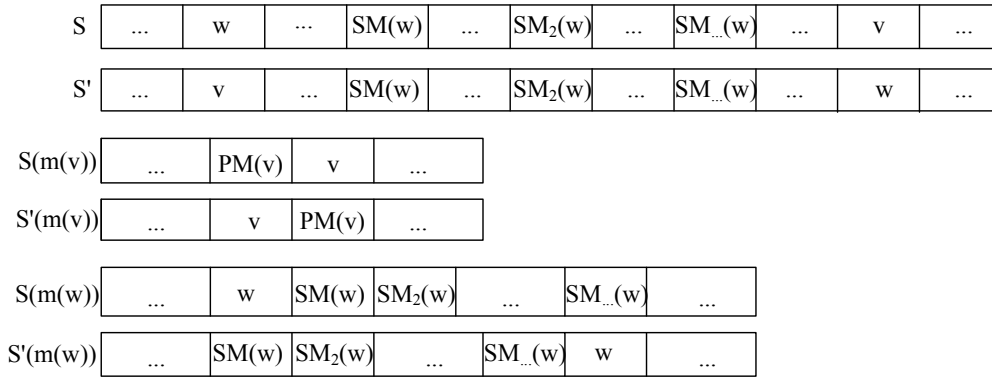 S ... w ... SM(w) ... SM₂(w) ... SM...(w) ... v ...
S' ... v ... SM(w) ... SM₂(w) ... SM...(w) ... w ...
S(m(v)) ... PM(v) v ...
S'(m(v)) ... v PM(v) ...
S(m(w)) ... w SM(w) SM₂(w) ... SM...(w) ...
S'(m(w)) ... SM(w) SM₂(w) ... SM...(w) w ...